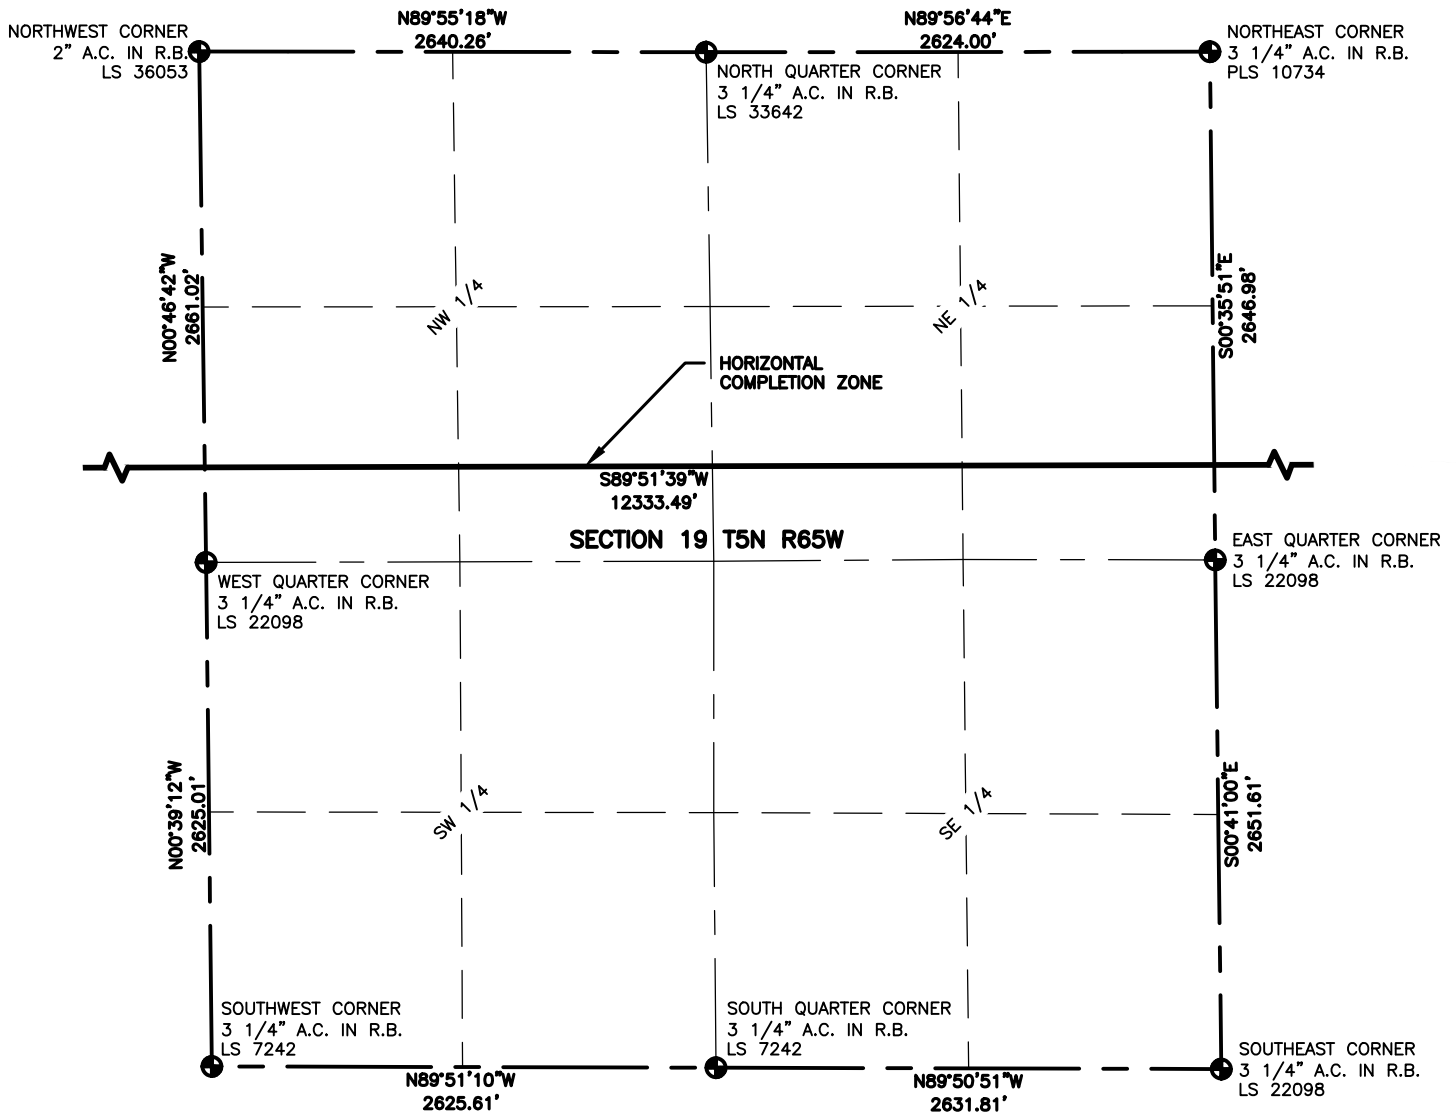 N89°55'18"W
2640.26'
N89°56'44"E
2624.00'
NORTHWEST CORNER
2" A.C. IN R.B.
LS 36053
NORTH QUARTER CORNER
3 1/4" A.C. IN R.B.
LS 33642
NORTHEAST CORNER
3 1/4" A.C. IN R.B.
PLS 10734
N00°46'42"W
2661.02'
NW 1/4
NE 1/4
S00°35'51"E
2646.98'
HORIZONTAL
COMPLETION ZONE
S89°51'39"W
12333.49'
SECTION 19 T5N R65W
WEST QUARTER CORNER
3 1/4" A.C. IN R.B.
LS 22098
EAST QUARTER CORNER
3 1/4" A.C. IN R.B.
LS 22098
N00°39'12"W
2625.01'
SW 1/4
SE 1/4
S00°41'00"E
2651.61'
SOUTHWEST CORNER
3 1/4" A.C. IN R.B.
LS 7242
SOUTH QUARTER CORNER
3 1/4" A.C. IN R.B.
LS 7242
SOUTHEAST CORNER
3 1/4" A.C. IN R.B.
LS 22098
N89°51'10"W
2625.61'
N89°50'51"W
2631.81'